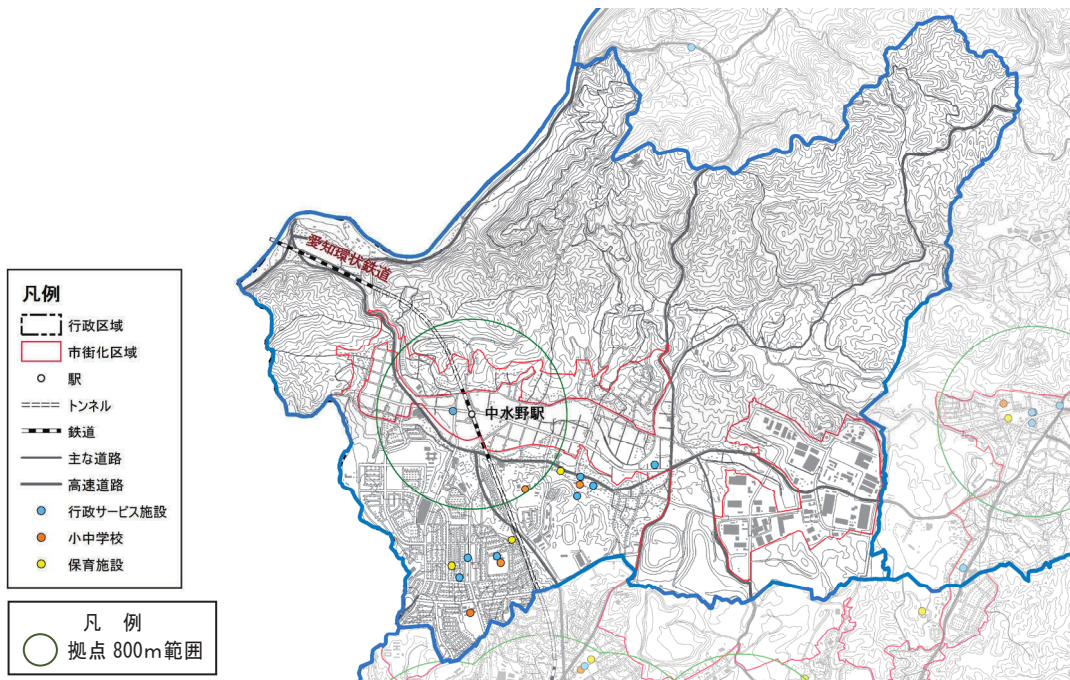 愛知環状鉄道
中水野駅
凡例
行政区域
市街化区域
駅
トンネル
鉄道
主な道路
高速道路
行政サービス施設
小中学校
保育施設
凡 例
拠点 800m範囲